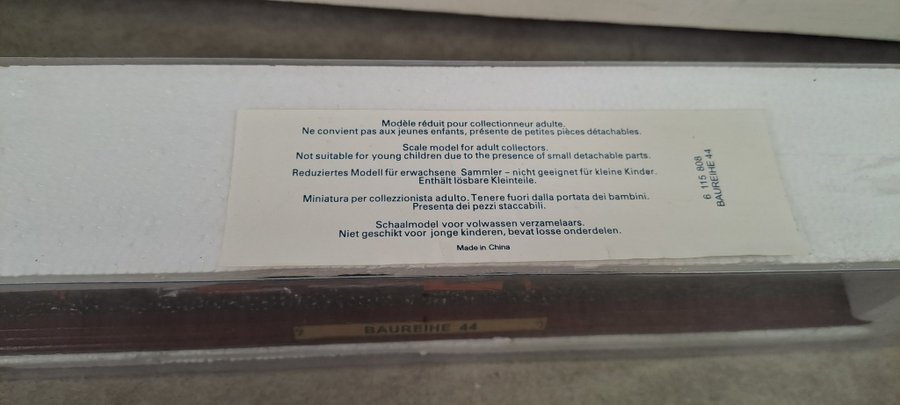 Modèle réduit pour collectionneur adulte.
Ne convient pas aux jeunes enfants, présente de petites pièces détachables.
Scale model for adult collectors.
Not suitable for young children due to the presence of small detachable parts.
Reduziertes Modell für erwachsene Sammler – nicht geeignet für kleine Kinder.
Enthält lösbare Kleinteile.
Miniatura per collezzionista adulto. Tenere fuori dalla portata dei bambini.
Presenta dei pezzi staccabili.
Schaalmodel voor volwassen verzamelaars.
Niet geschikt voor jonge kinderen, bevat losse onderdelen.
Made in China
6 115 808
BAUREIHE 44
BAUREIHE 44